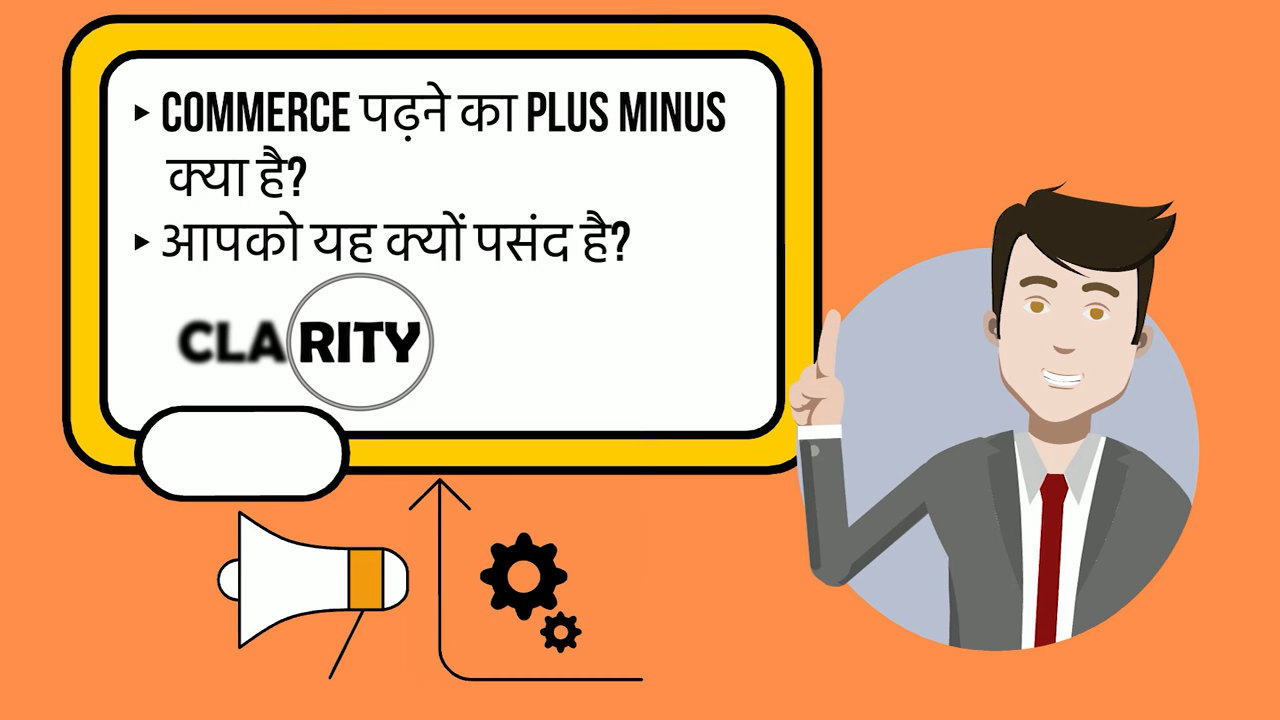 ▸ COMMERCE पढ़ने का PLUS MINUS
क्या है?
▸ आपको यह क्यों पसंद है?
CLARITY